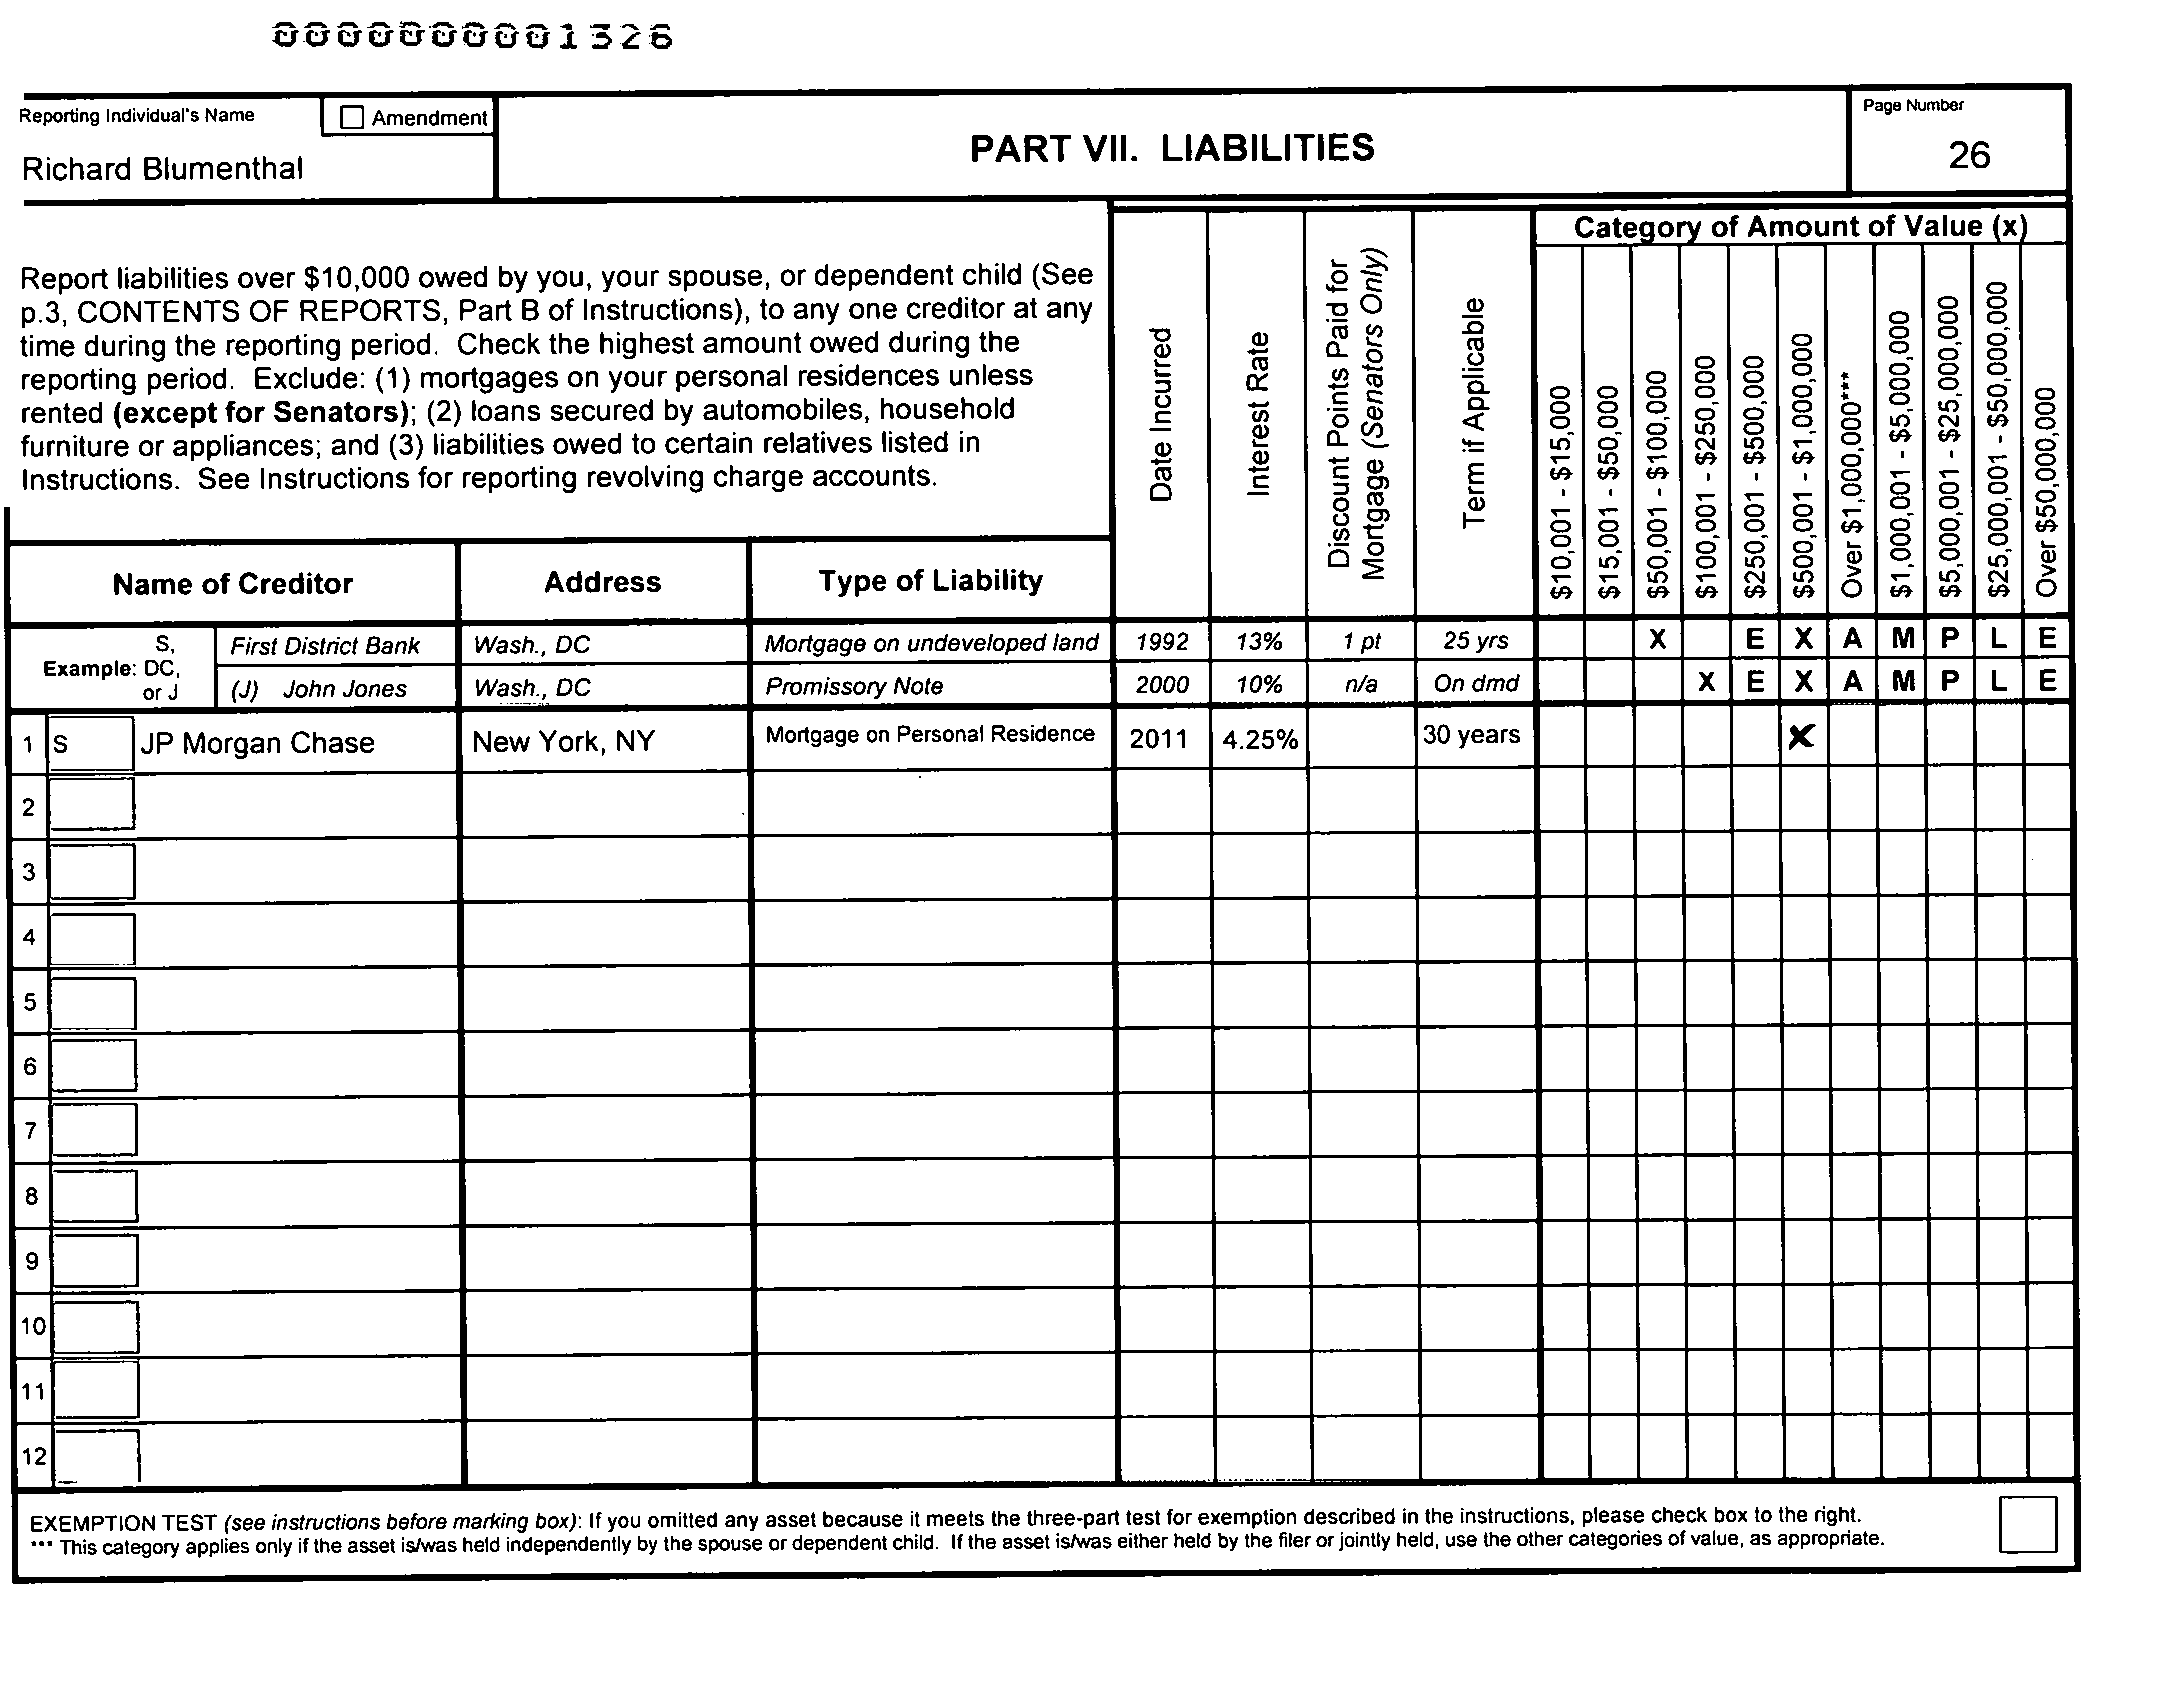 0000000001326
Reporting Individual's Name
Amendment
Richard Blumenthal
PART VII. LIABILITIES
Page Number
26
Report liabilities over $10,000 owed by you, your spouse, or dependent child (See
p.3, CONTENTS OF REPORTS, Part B of Instructions), to any one creditor at any
time during the reporting period. Check the highest amount owed during the
reporting period. Exclude: (1) mortgages on your personal residences unless
rented (except for Senators); (2) loans secured by automobiles, household
furniture or appliances; and (3) liabilities owed to certain relatives listed in
Instructions. See Instructions for reporting revolving charge accounts.
Name of Creditor
Address
Type of Liability
Date Incurred
Interest Rate
Discount Points Paid for
Mortgage (Senators Only)
Term if Applicable
Category of Amount of Value (x)
$10,001 - $15,000
$15,001 - $50,000
$50,001 - $100,000
$100,001 - $250,000
$250,001 - $500,000
$500,001 - $1,000,000
Over $1,000,000***
$1,000,001 - $5,000,000
$5,000,001 - $25,000,000
$25,000,001 - $50,000,000
Over $50,000,000
Example:
S,
DC,
or J
First District Bank Wash., DC Mortgage on undeveloped land 1992 13% 1 pt 25 yrs X E X A M P L E
(J) John Jones Wash., DC Promissory Note 2000 10% n/a On dmd X E X A M P L E
1 S JP Morgan Chase New York, NY Mortgage on Personal Residence 2011 4.25% 30 years X
2
3
4
5
6
7
8
9
10
11
12
EXEMPTION TEST (see instructions before marking box): If you omitted any asset because it meets the three-part test for exemption described in the instructions, please check box to the right.
*** This category applies only if the asset is/was held independently by the spouse or dependent child. If the asset is/was either held by the filer or jointly held, use the other categories of value, as appropriate.